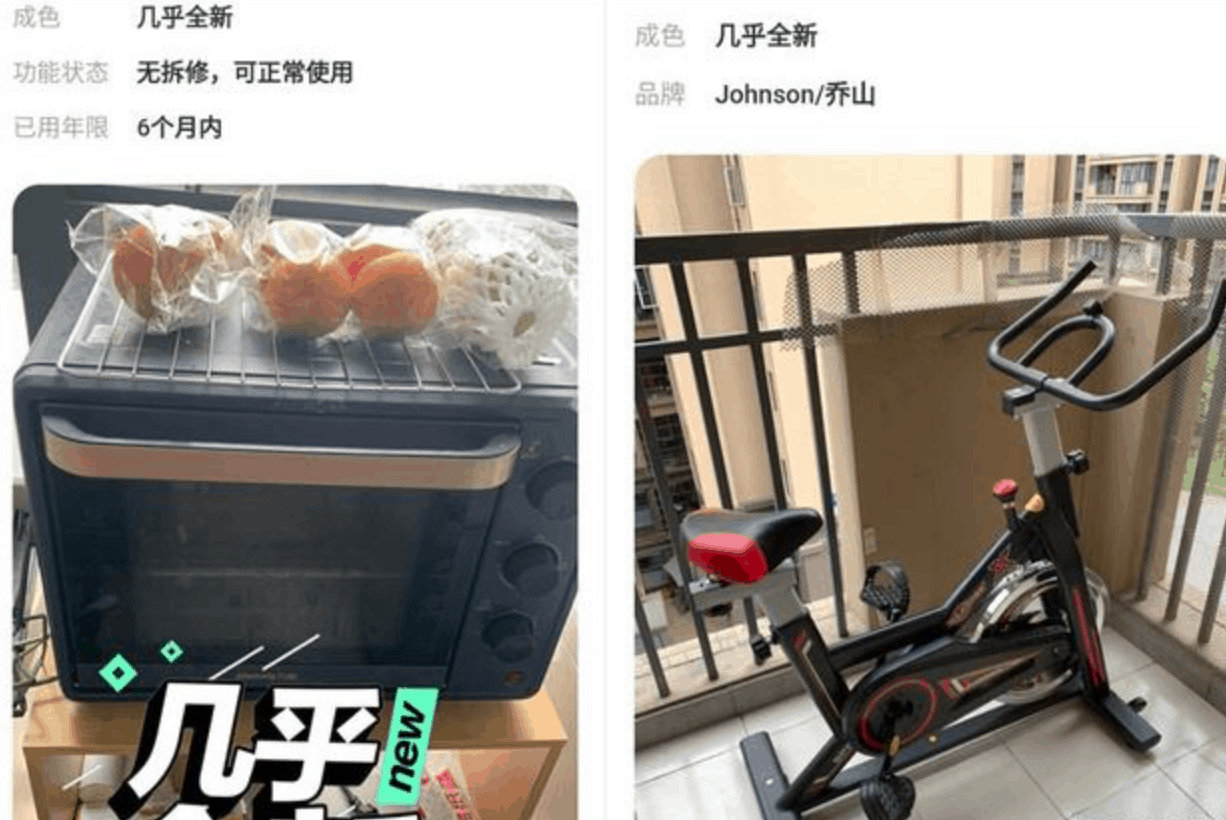 成色 几乎全新
功能状态 无拆修，可正常使用
已用年限 6个月内
几乎
new
成色 几乎全新
品牌 Johnson/乔山